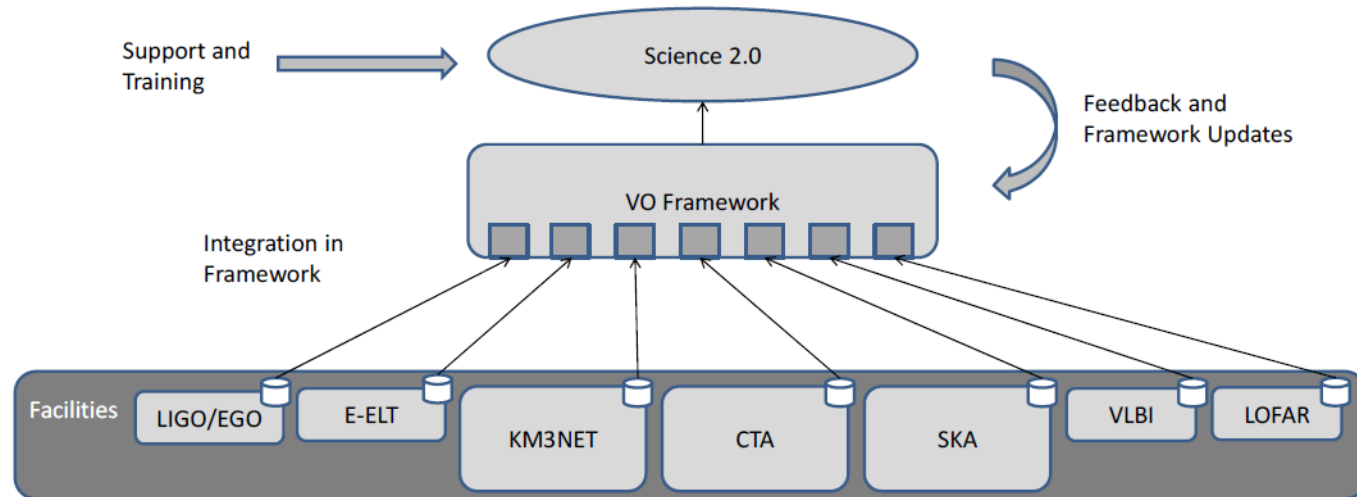 Support and
Training
Science 2.0
Feedback and
Framework Updates
VO Framework
Integration in
Framework
Facilities
LIGO/EGO
E-ELT
KM3NET
CTA
SKA
VLBI
LOFAR